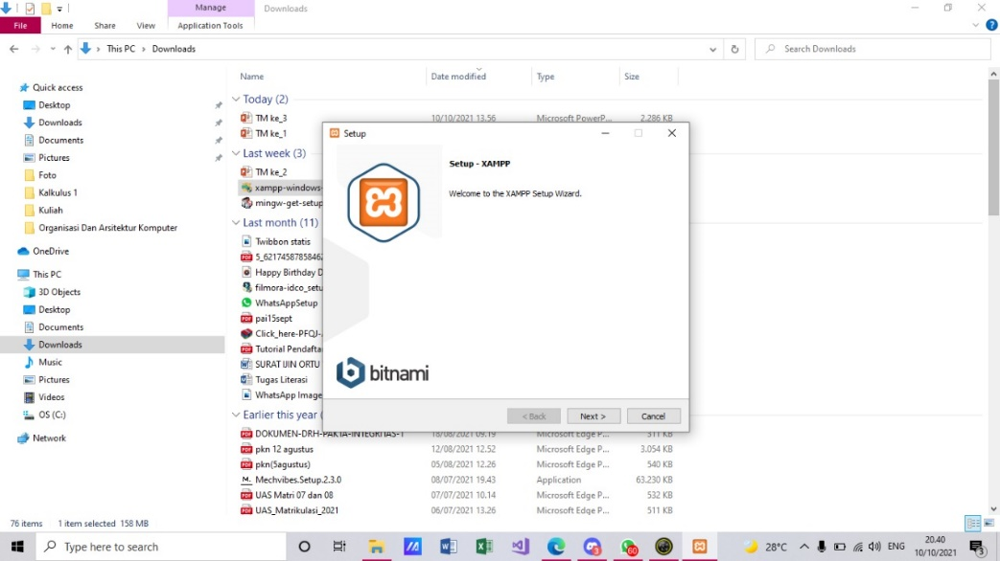 Manage
Downloads
File
Home
Share
View
Application Tools
This PC > Downloads
Search Downloads
Name
Date modified
Type
Size
Quick access
Desktop
Downloads
Documents
Pictures
Foto
Kalkulus 1
Kuliah
Organisasi Dan Arsitektur Komputer
OneDrive
This PC
3D Objects
Desktop
Documents
Downloads
Music
Pictures
Videos
OS (C:)
Network
Today (2)
TM ke_3 10/10/2021 13.56 Microsoft PowerP... 2.286 KB
TM ke_1
Last week (3)
TM ke_2
xampp-windows-
mingw-get-setup
Last month (11)
Twibbon statis
5_6217458785846
Happy Birthday D
filmora-idco_setu
WhatsAppSetup
pai15sept
Click_here-PFQJ-
Tutorial Pendafta
SURAT IJIN ORTU
Tugas Literasi
WhatsApp Image
Earlier this year
DOKUMEN-DRH-PAKTA-INTEGRITAS-1 18/08/2021 09.19 Microsoft Edge P... 511 KB
pkn 12 agustus 12/08/2021 12.52 Microsoft Edge P... 3.054 KB
pkn(5agustus) 05/08/2021 12.26 Microsoft Edge P... 540 KB
Mechvibes.Setup.2.3.0 08/07/2021 19.43 Application 63.230 KB
UAS Matri 07 dan 08 07/07/2021 10.14 Microsoft Edge P... 532 KB
UAS_Matrikulasi_2021 06/07/2021 13.26 Microsoft Edge P... 511 KB
Setup
Setup - XAMPP
Welcome to the XAMPP Setup Wizard.
bitnami
< Back
Next >
Cancel
76 items 1 item selected 158 MB
Type here to search
28°C
ENG
20.40
10/10/2021